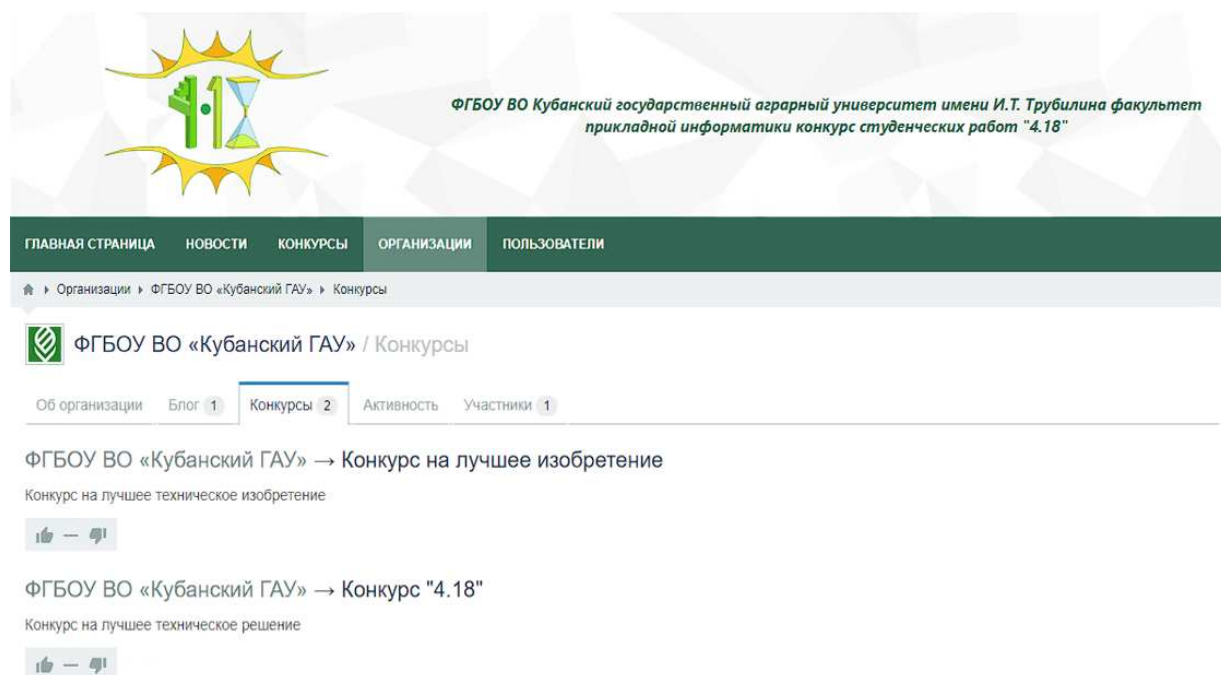 4.18
ФГБОУ ВО Кубанский государственный аграрный университет имени И.Т. Трубилина факультет
прикладной информатики конкурс студенческих работ "4.18"
ГЛАВНАЯ СТРАНИЦА НОВОСТИ КОНКУРСЫ ОРГАНИЗАЦИИ ПОЛЬЗОВАТЕЛИ
Организации ФГБОУ ВО «Кубанский ГАУ» Конкурсы
ФГБОУ ВО «Кубанский ГАУ» / Конкурсы
Об организации Блог 1 Конкурсы 2 Активность Участники 1
ФГБОУ ВО «Кубанский ГАУ» → Конкурс на лучшее изобретение
Конкурс на лучшее техническое изобретение
ФГБОУ ВО «Кубанский ГАУ» → Конкурс "4.18"
Конкурс на лучшее техническое решение